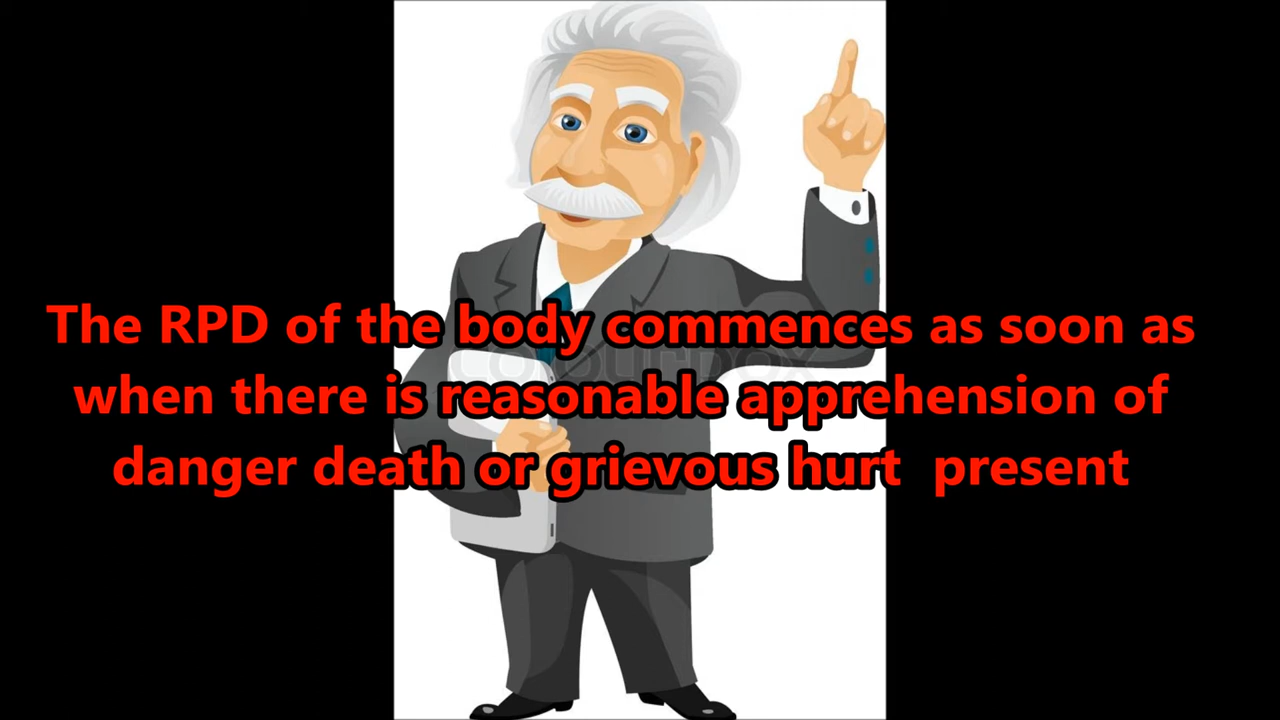 The RPD of the body commences as soon as
when there is reasonable apprehension of
danger death or grievous hurt  present
colourbox